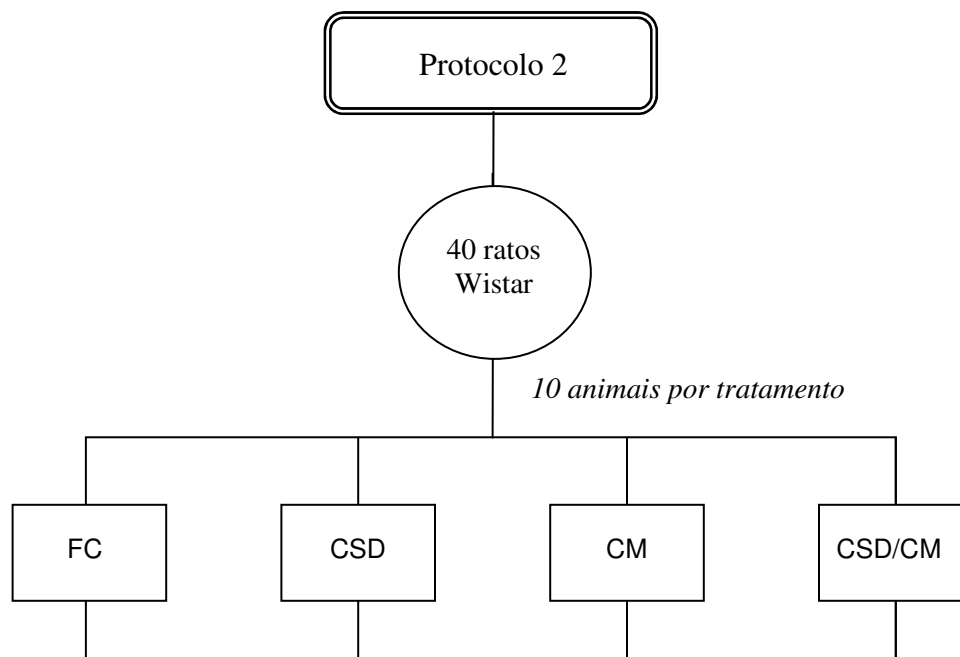 Protocolo 2
40 ratos
Wistar
10 animais por tratamento
FC
CSD
CM
CSD/CM